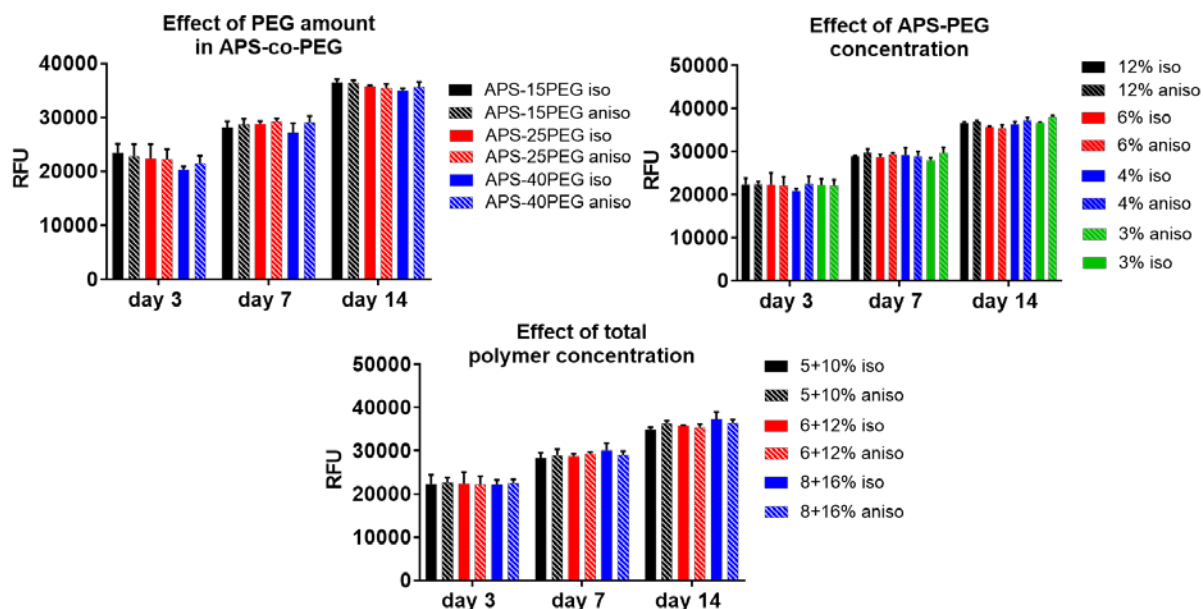 Effect of PEG amount
in APS-co-PEG
RFU
40000
30000
20000
10000
0
day 3
day 7
day 14
APS-15PEG iso
APS-15PEG aniso
APS-25PEG iso
APS-25PEG aniso
APS-40PEG iso
APS-40PEG aniso
Effect of APS-PEG
concentration
RFU
50000
40000
30000
20000
10000
0
day 3
day 7
day 14
12% iso
12% aniso
6% iso
6% aniso
4% iso
4% aniso
3% aniso
3% iso
Effect of total
polymer concentration
RFU
50000
40000
30000
20000
10000
0
day 3
day 7
day 14
5+10% iso
5+10% aniso
6+12% iso
6+12% aniso
8+16% iso
8+16% aniso